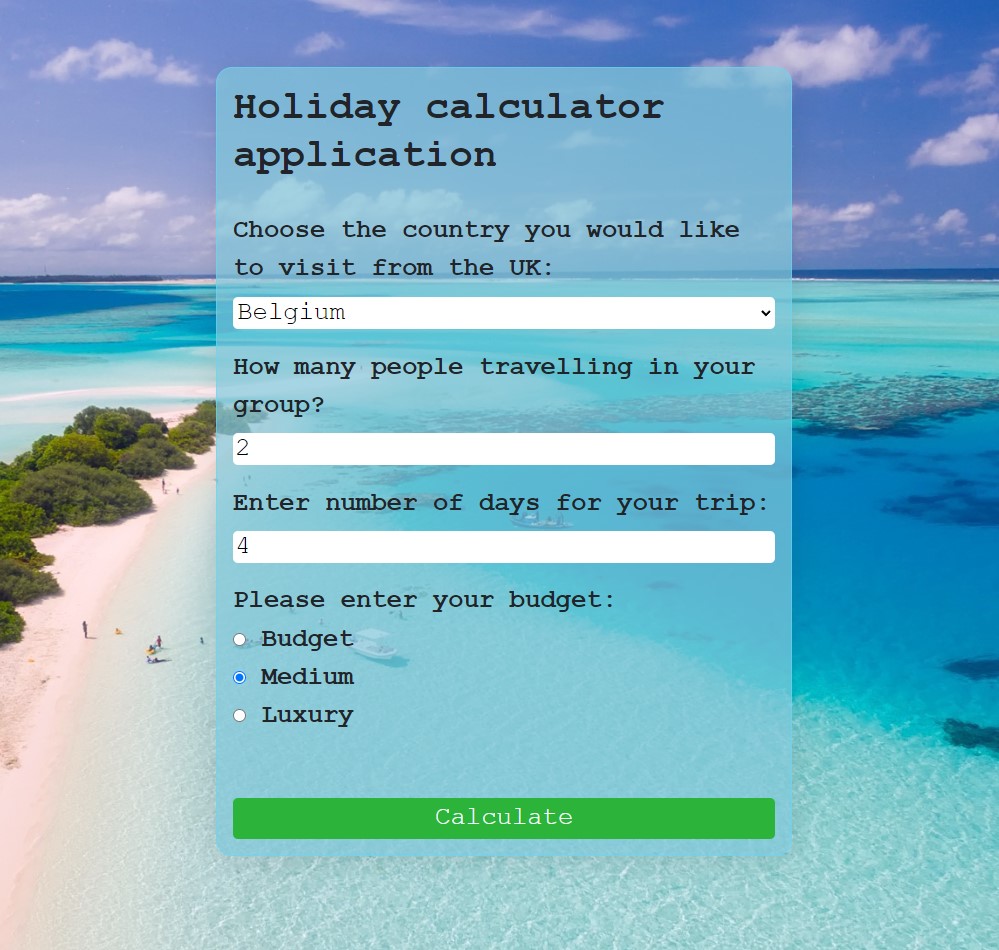 Holiday calculator
application
Choose the country you would like
to visit from the UK:
Belgium
How many people travelling in your
group?
2
Enter number of days for your trip:
4
Please enter your budget:
Budget
Medium
Luxury
Calculate